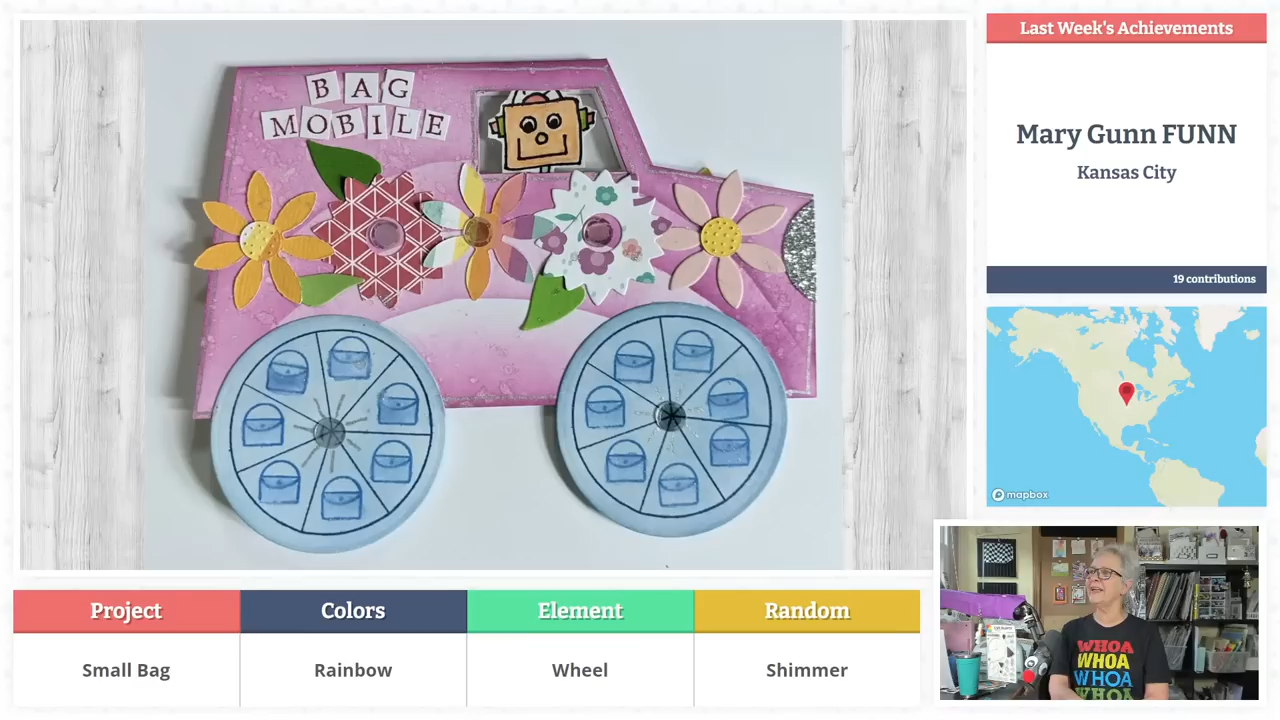 Last Week's Achievements
BAG
MOBILE
Mary Gunn FUNN
Kansas City
19 contributions
mapbox
Project
Colors
Element
Random
Small Bag
Rainbow
Wheel
Shimmer
WHOA
WHOA
WHOA
WHOA